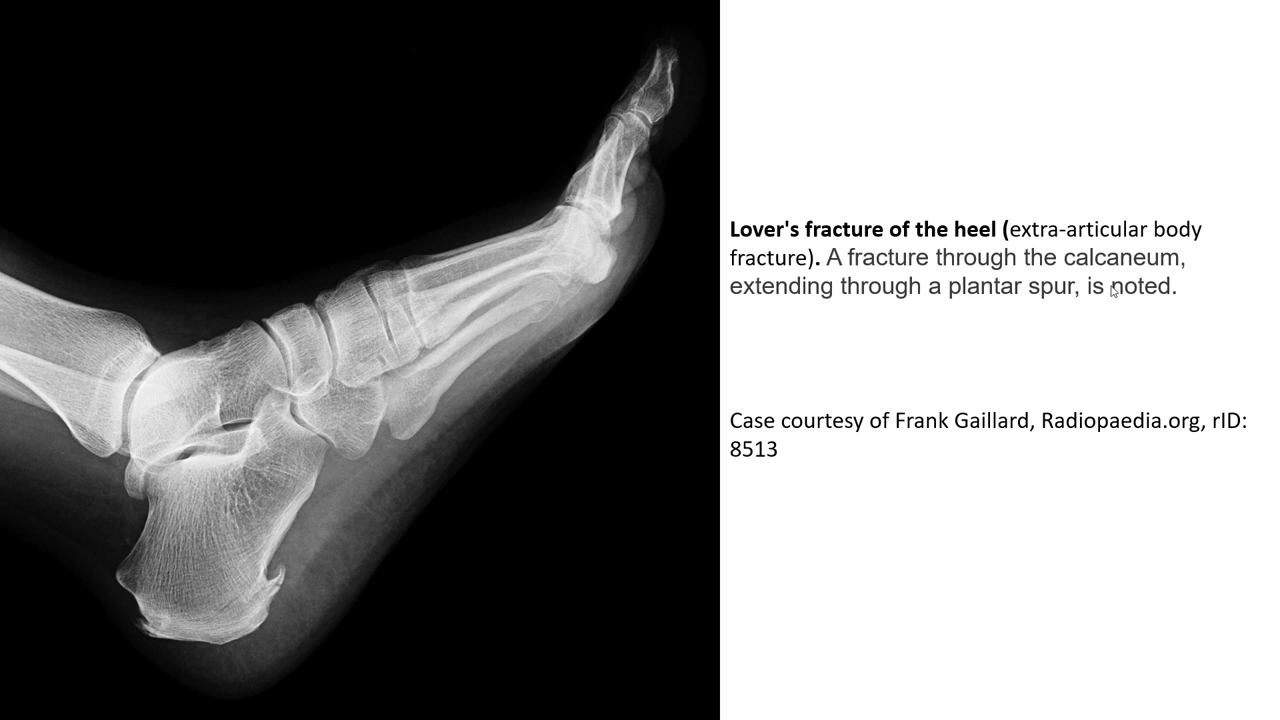 Lover's fracture of the heel (extra-articular body
fracture). A fracture through the calcaneum,
extending through a plantar spur, is noted.
Case courtesy of Frank Gaillard, Radiopaedia.org, rID:
8513